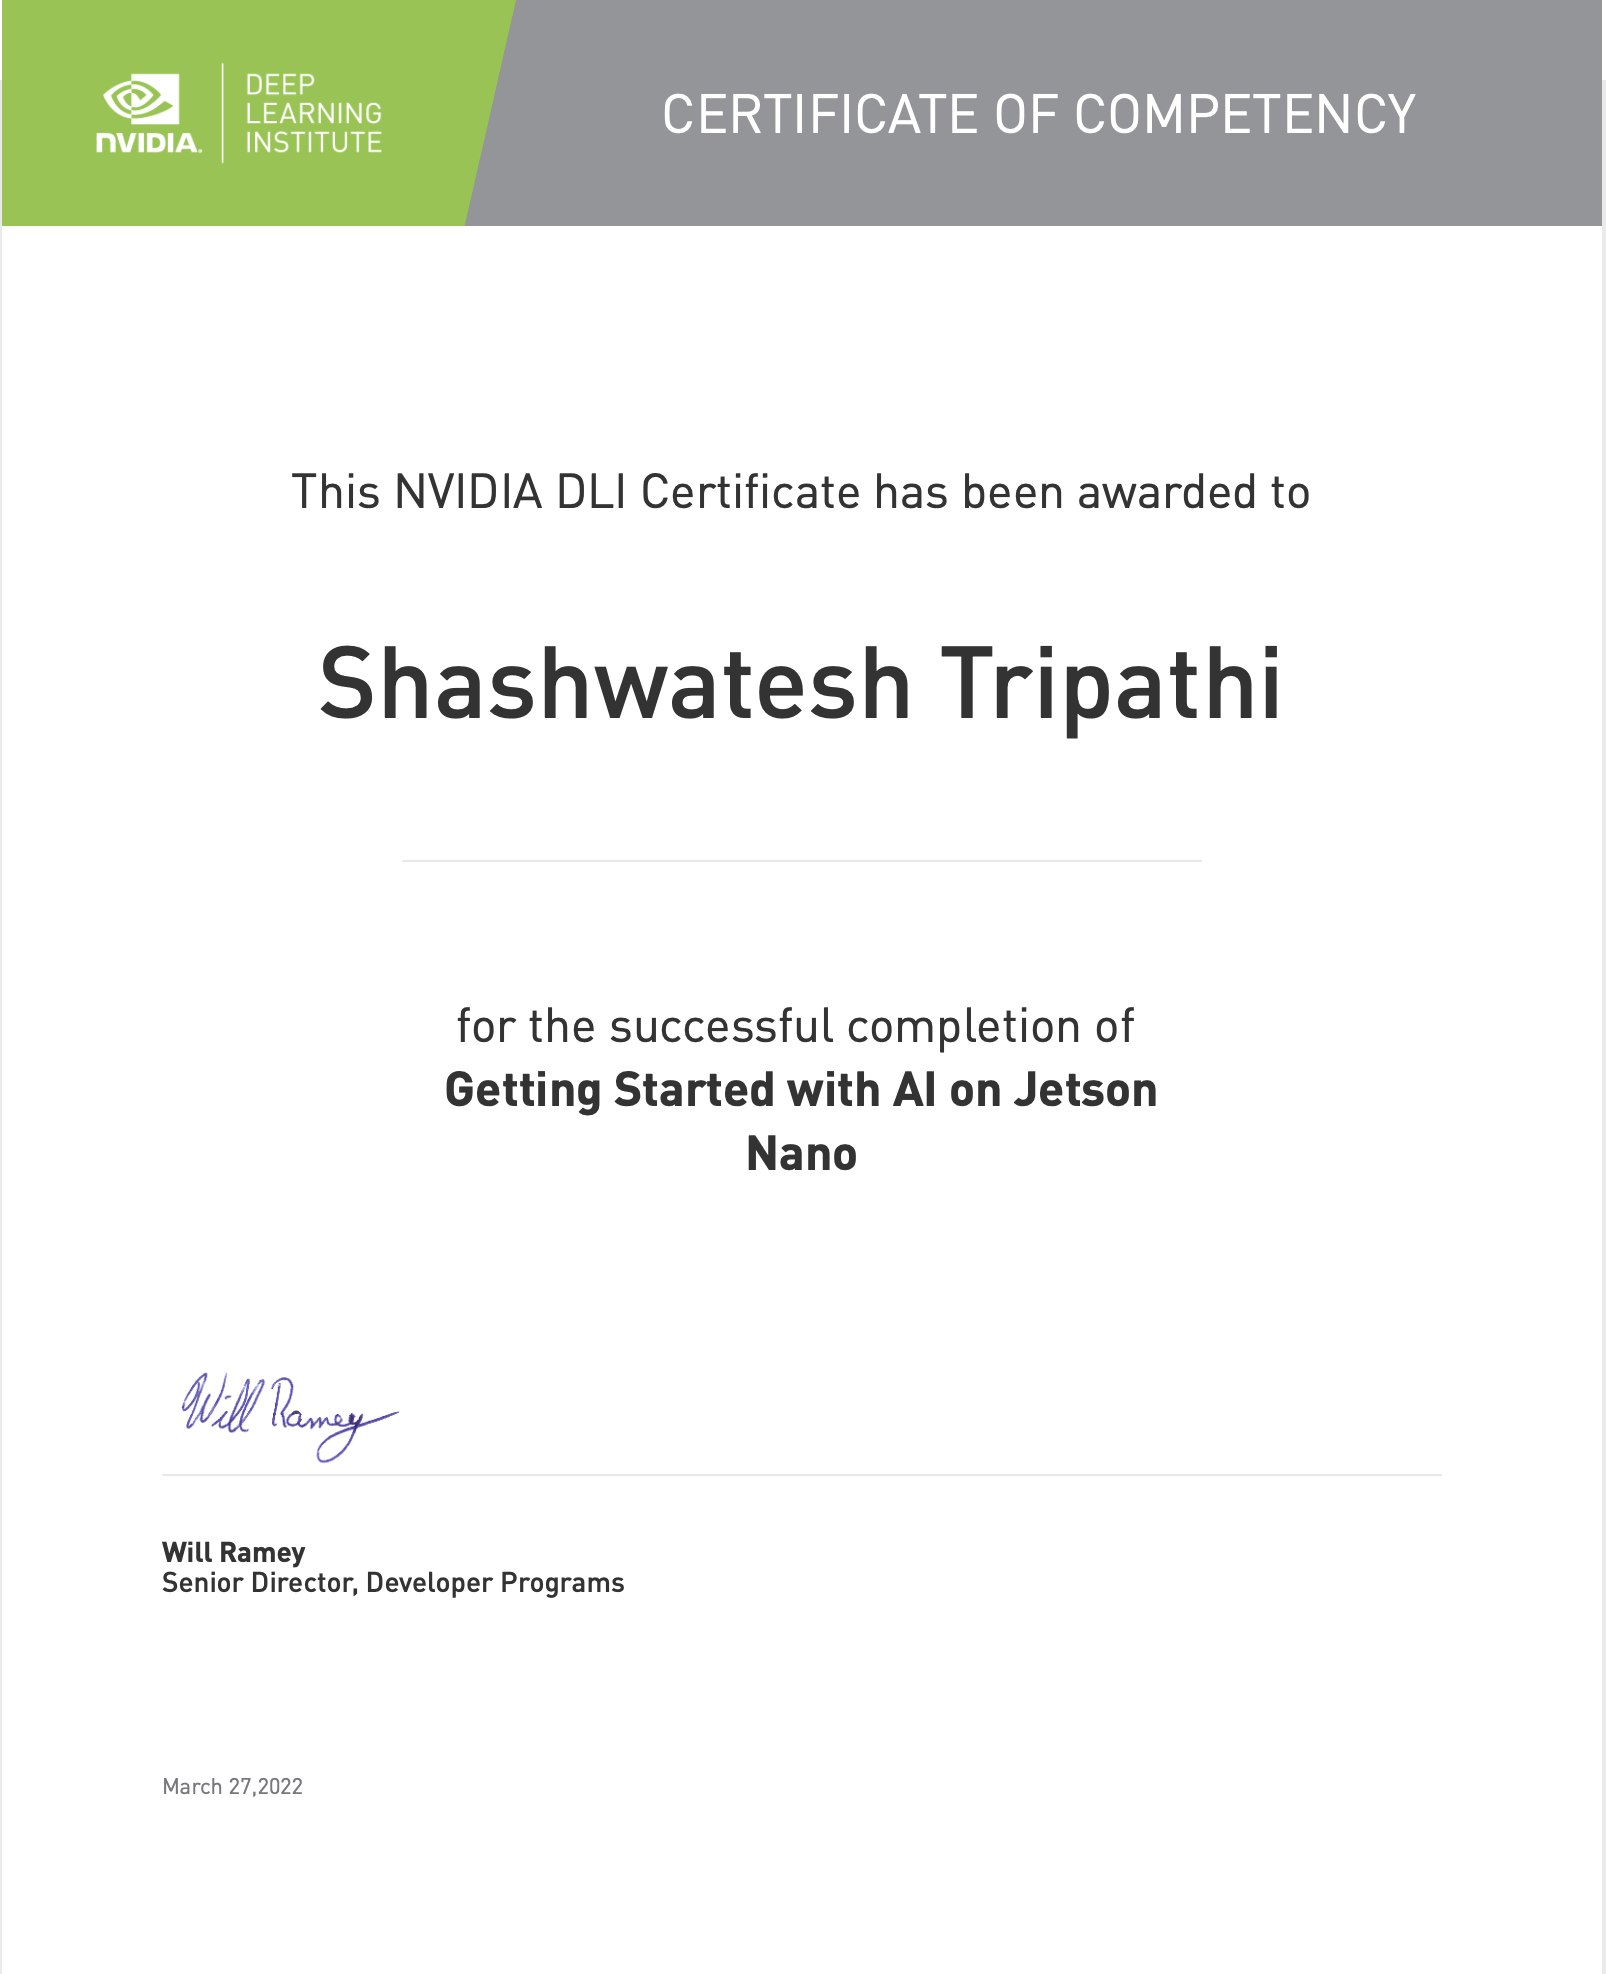 NVIDIA.
DEEP
LEARNING
INSTITUTE
CERTIFICATE OF COMPETENCY
This NVIDIA DLI Certificate has been awarded to
Shashwatesh Tripathi
for the successful completion of
Getting Started with AI on Jetson
Nano
Will Ramey
Will Ramey
Senior Director, Developer Programs
March 27,2022